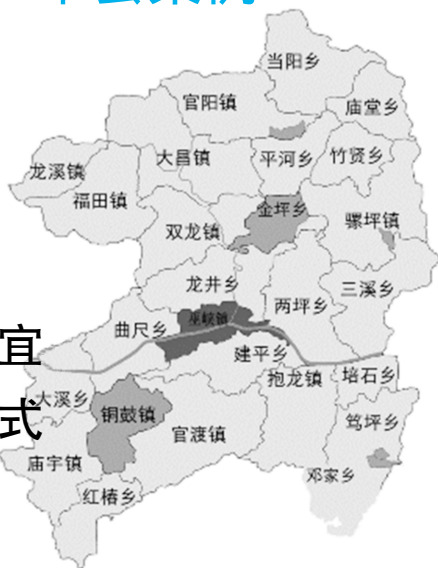 当阳乡
官阳镇
庙堂乡
大昌镇
平河乡
竹贤乡
龙溪镇
福田镇
金坪乡
双龙镇
骡坪镇
龙井乡
三溪乡
两坪乡
巫峡镇
曲尺乡
宜
建平乡
抱龙镇
培石乡
大溪乡
式
铜鼓镇
官渡镇
笃坪乡
庙宇镇
邓家乡
红椿乡